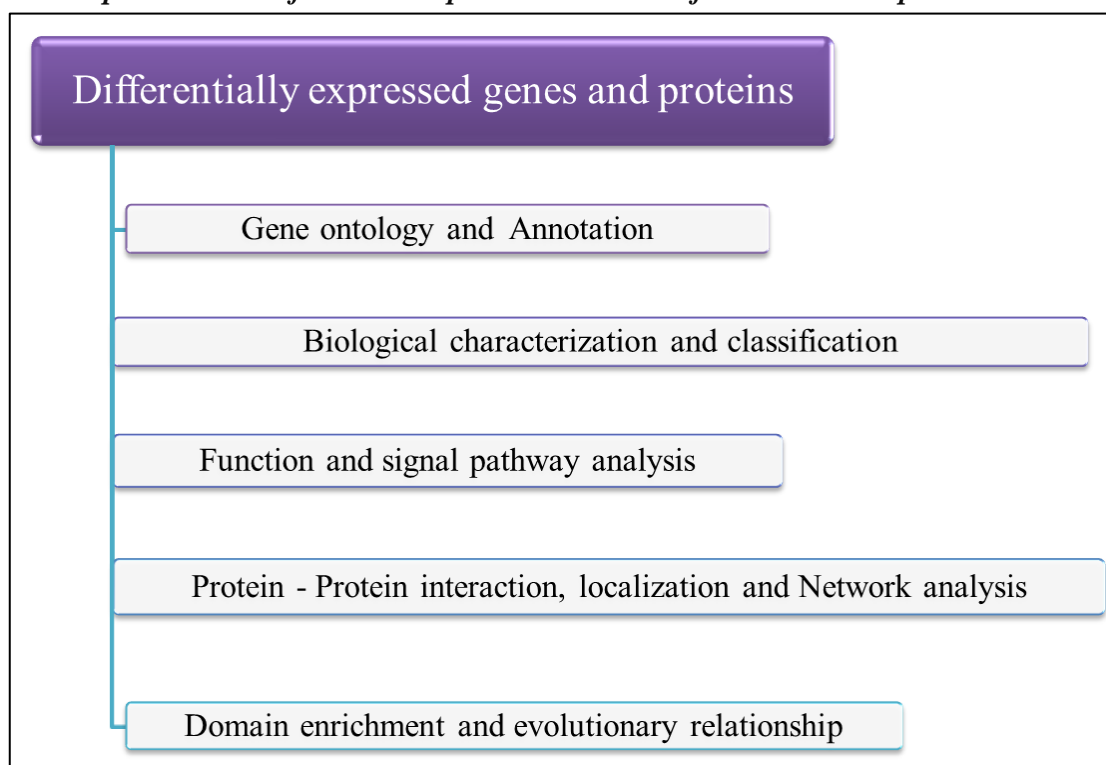 Differentially expressed genes and proteins
Gene ontology and Annotation
Biological characterization and classification
Function and signal pathway analysis
Protein - Protein interaction, localization and Network analysis
Domain enrichment and evolutionary relationship